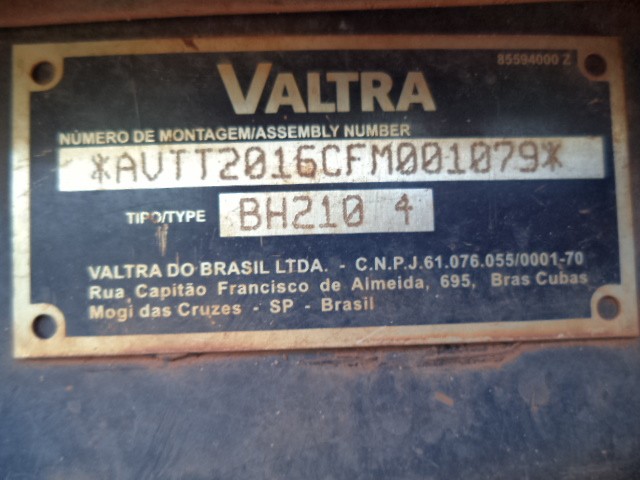 85594000 Z
VALTRA
NÚMERO DE MONTAGEM/ASSEMBLY NUMBER
*AVTT2016CFM001079*
TIPO/TYPE BH210 4
VALTRA DO BRASIL LTDA. - C.N.P.J.61.076.055/0001-70
Rua Capitão Francisco de Almeida, 695, Bras Cubas
Mogi das Cruzes - SP - Brasil